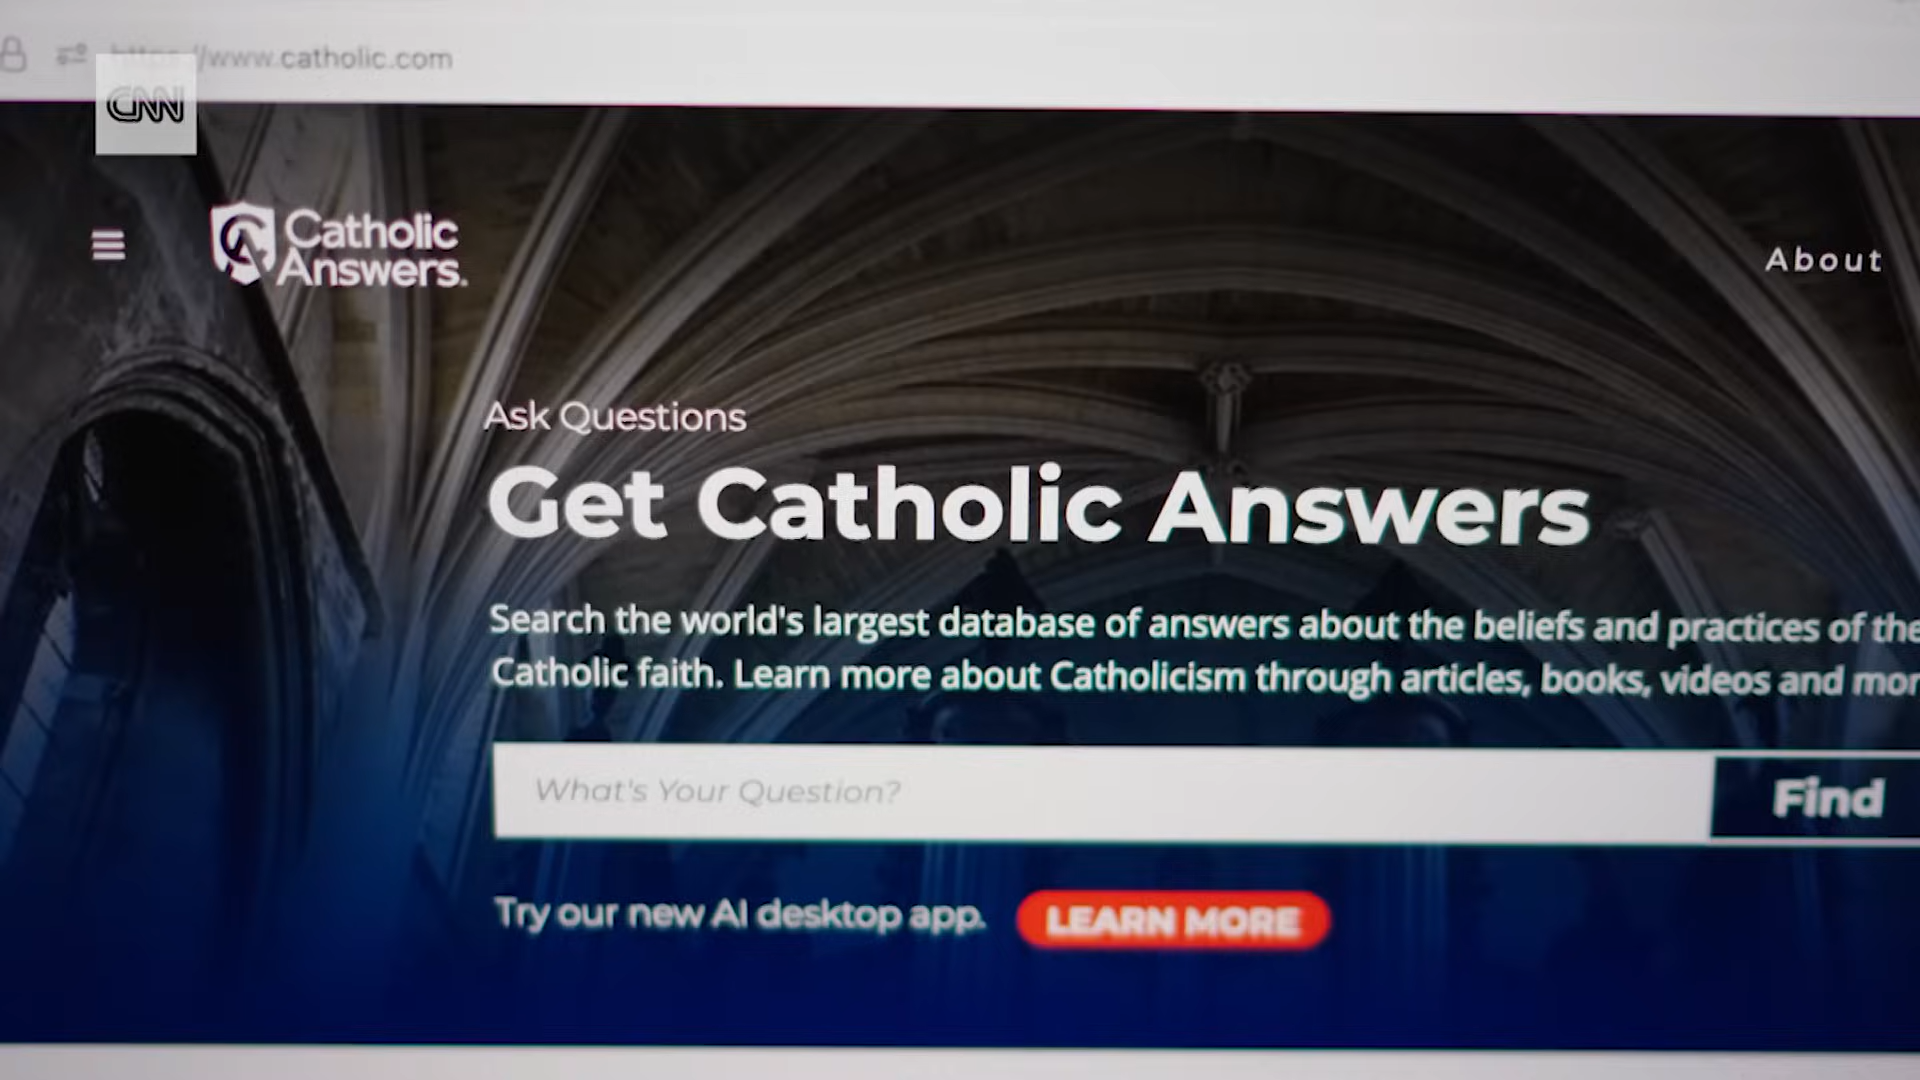 https://www.catholic.com
CNN
Catholic
Answers.
About
Ask Questions
Get Catholic Answers
Search the world's largest database of answers about the beliefs and practices of the
Catholic faith. Learn more about Catholicism through articles, books, videos and
What's Your Question?
Find
Try our new AI desktop app.
LEARN MORE